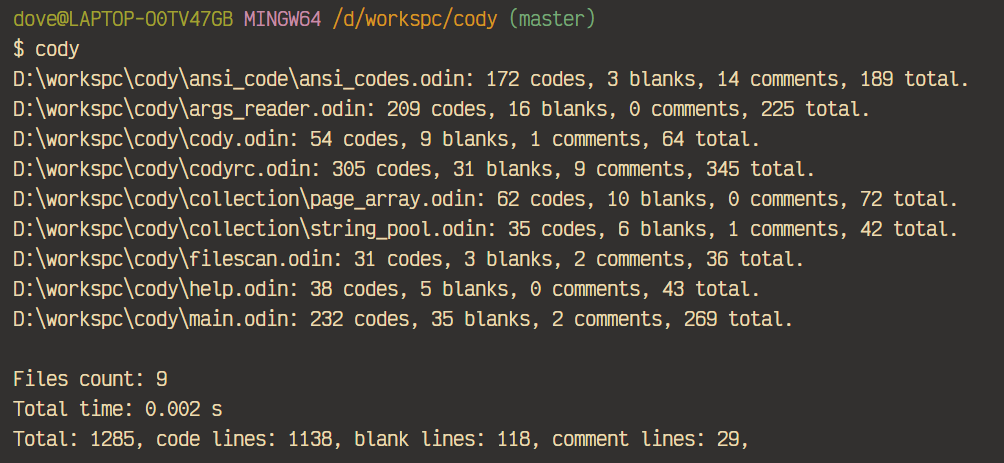 dove@LAPTOP-O0TV47GB MINGW64 /d/workspc/cody (master)
$ cody
D:\workspc\cody\ansi_code\ansi_codes.odin: 172 codes, 3 blanks, 14 comments, 189 total.
D:\workspc\cody\args_reader.odin: 209 codes, 16 blanks, 0 comments, 225 total.
D:\workspc\cody\cody.odin: 54 codes, 9 blanks, 1 comments, 64 total.
D:\workspc\cody\codyrc.odin: 305 codes, 31 blanks, 9 comments, 345 total.
D:\workspc\cody\collection\page_array.odin: 62 codes, 10 blanks, 0 comments, 72 total.
D:\workspc\cody\collection\string_pool.odin: 35 codes, 6 blanks, 1 comments, 42 total.
D:\workspc\cody\filescan.odin: 31 codes, 3 blanks, 2 comments, 36 total.
D:\workspc\cody\help.odin: 38 codes, 5 blanks, 0 comments, 43 total.
D:\workspc\cody\main.odin: 232 codes, 35 blanks, 2 comments, 269 total.
Files count: 9
Total time: 0.002 s
Total: 1285, code lines: 1138, blank lines: 118, comment lines: 29,